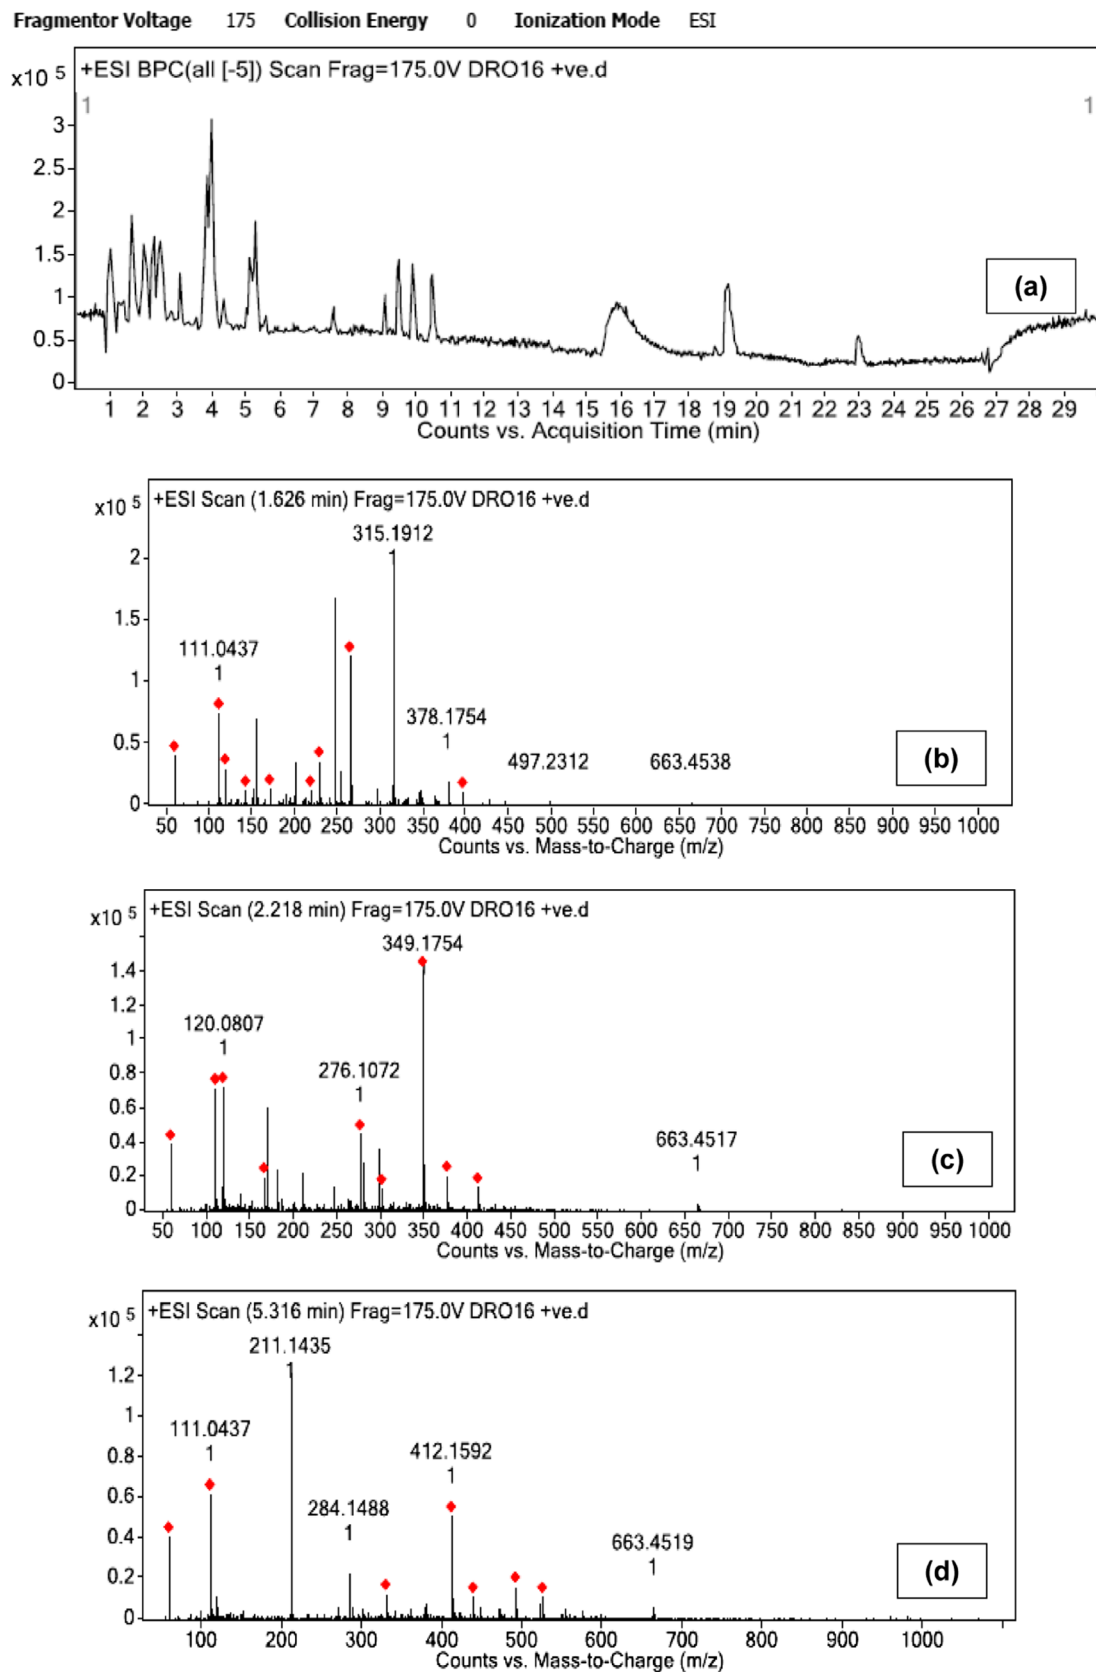 Fragmentor Voltage 175 Collision Energy 0 Ionization Mode ESI
x10 5
+ESI BPC(all [-5]) Scan Frag=175.0V DRO16 +ve.d
1 1
3
2.5
2
1.5
1
0.5
0
(a)
1 2 3 4 5 6 7 8 9 10 11 12 13 14 15 16 17 18 19 20 21 22 23 24 25 26 27 28 29
Counts vs. Acquisition Time (min)
x10 5
+ESI Scan (1.626 min) Frag=175.0V DRO16 +ve.d
315.1912
1
2
1.5
111.0437
1
1
378.1754
1
0.5
497.2312 663.4538
(b)
0
50 100 150 200 250 300 350 400 450 500 550 600 650 700 750 800 850 900 950 1000
Counts vs. Mass-to-Charge (m/z)
x10 5
+ESI Scan (2.218 min) Frag=175.0V DRO16 +ve.d
349.1754
1.4
1.2
120.0807
1
1
276.1072
1
0.8
0.6
0.4
663.4517
1
(c)
0.2
0
50 100 150 200 250 300 350 400 450 500 550 600 650 700 750 800 850 900 950 1000
Counts vs. Mass-to-Charge (m/z)
x10 5
+ESI Scan (5.316 min) Frag=175.0V DRO16 +ve.d
211.1435
1
1.2
1
111.0437
1
412.1592
1
0.8
0.6
284.1488
1
0.4
663.4519
1
(d)
0.2
0
100 200 300 400 500 600 700 800 900 1000
Counts vs. Mass-to-Charge (m/z)